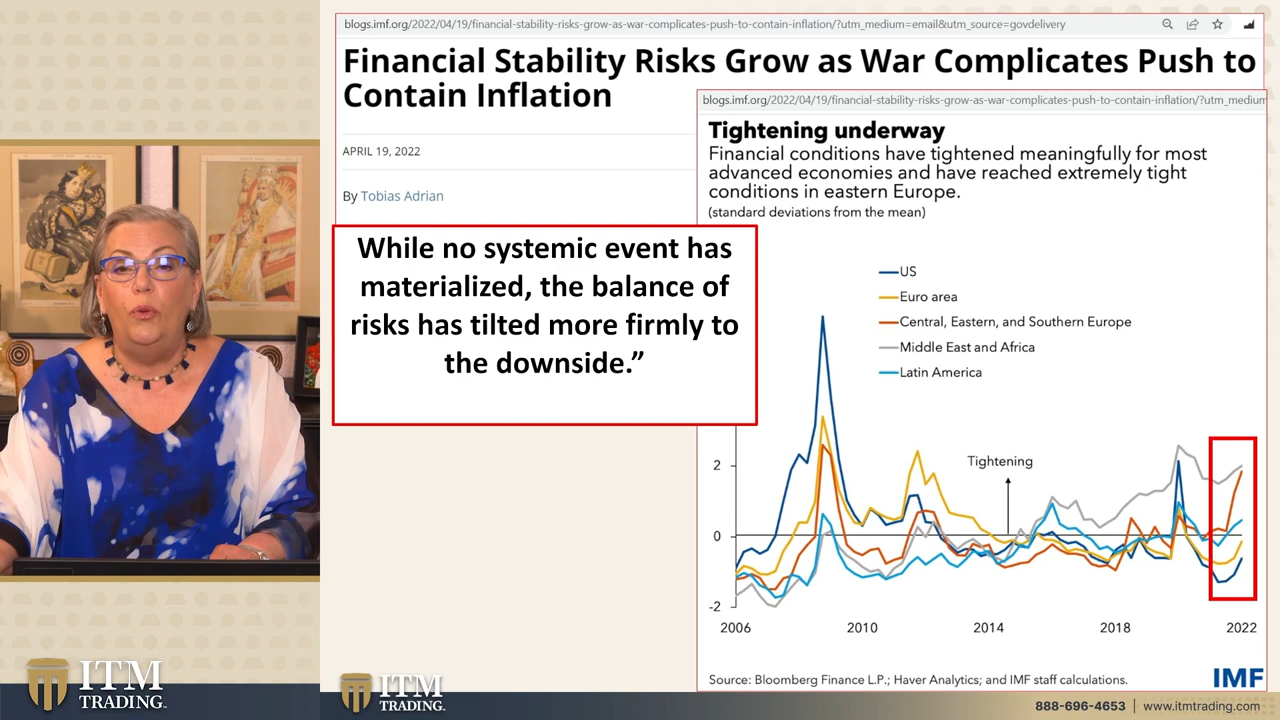 blogs.imf.org/2022/04/19/financial-stability-risks-grow-as-war-complicates-push-to-contain-inflation/?utm_medium=email&utm_source=govdelivery
Financial Stability Risks Grow as War Complicates Push to
Contain Inflation
APRIL 19, 2022
By Tobias Adrian
While no systemic event has
materialized, the balance of
risks has tilted more firmly to
the downside.”
blogs.imf.org/2022/04/19/financial-stability-risks-grow-as-war-complicates-push-to-contain-inflation/?utm_medium
Tightening underway
Financial conditions have tightened meaningfully for most
advanced economies and have reached extremely tight
conditions in eastern Europe.
(standard deviations from the mean)
US
Euro area
Central, Eastern, and Southern Europe
Middle East and Africa
Latin America
Tightening
2
0
-2
2006 2010 2014 2018 2022
Source: Bloomberg Finance L.P.; Haver Analytics; and IMF staff calculations.
IMF
ITM
TRADING.
ITM
TRADING.
888-696-4653 | www.itmtrading.com